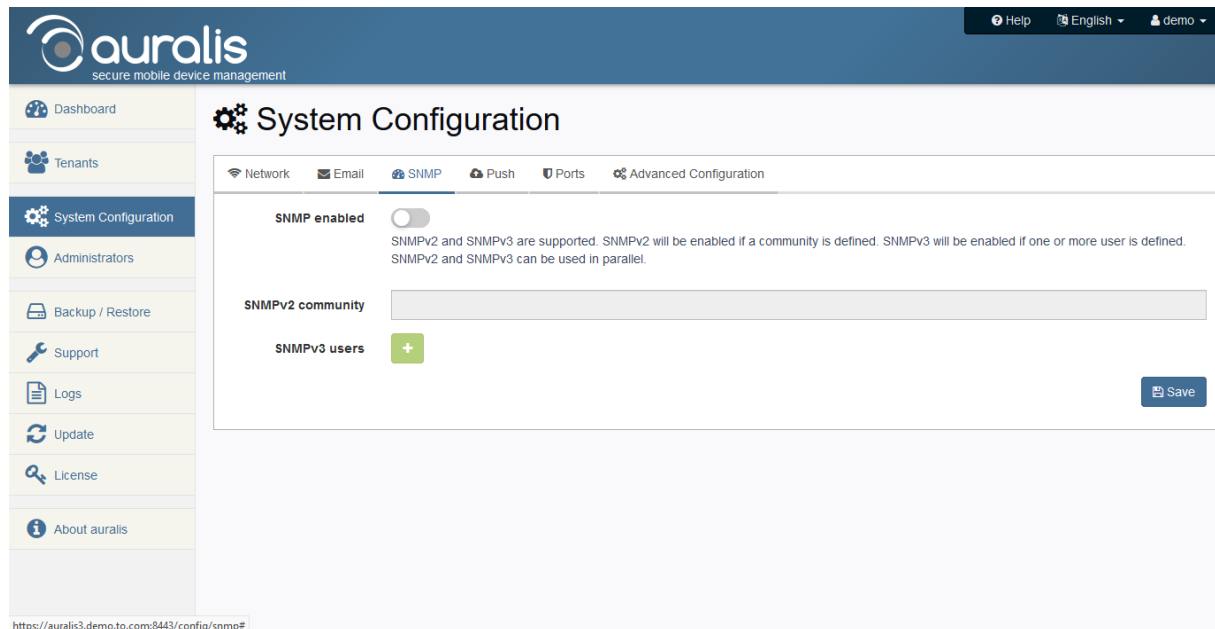 Help English demo
auralis
secure mobile device management
Dashboard
Tenants
System Configuration
Administrators
Backup / Restore
Support
Logs
Update
License
About auralis
System Configuration
Network Email SNMP Push Ports Advanced Configuration
SNMP enabled
SNMPv2 and SNMPv3 are supported. SNMPv2 will be enabled if a community is defined. SNMPv3 will be enabled if one or more user is defined.
SNMPv2 and SNMPv3 can be used in parallel.
SNMPv2 community
SNMPv3 users
+
Save
https://auralis3.demo.to.com:8443/config/snmp#